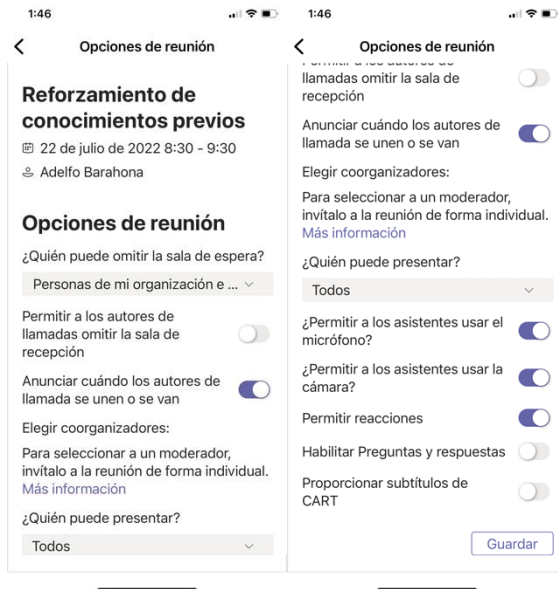 1:46
Opciones de reunión
Reforzamiento de
conocimientos previos
22 de julio de 2022 8:30 - 9:30
Adelfo Barahona
Opciones de reunión
¿Quién puede omitir la sala de espera?
Personas de mi organización e ...
Permitir a los autores de
llamadas omitir la sala de
recepción
Anunciar cuándo los autores de
llamada se unen o se van
Elegir coorganizadores:
Para seleccionar a un moderador,
invítalo a la reunión de forma individual.
Más información
¿Quién puede presentar?
Todos
1:46
Opciones de reunión
Permitir a los autores de
llamadas omitir la sala de
recepción
Anunciar cuándo los autores de
llamada se unen o se van
Elegir coorganizadores:
Para seleccionar a un moderador,
invítalo a la reunión de forma individual.
Más información
¿Quién puede presentar?
Todos
¿Permitir a los asistentes usar el
micrófono?
¿Permitir a los asistentes usar la
cámara?
Permitir reacciones
Habilitar Preguntas y respuestas
Proporcionar subtítulos de
CART
Guardar